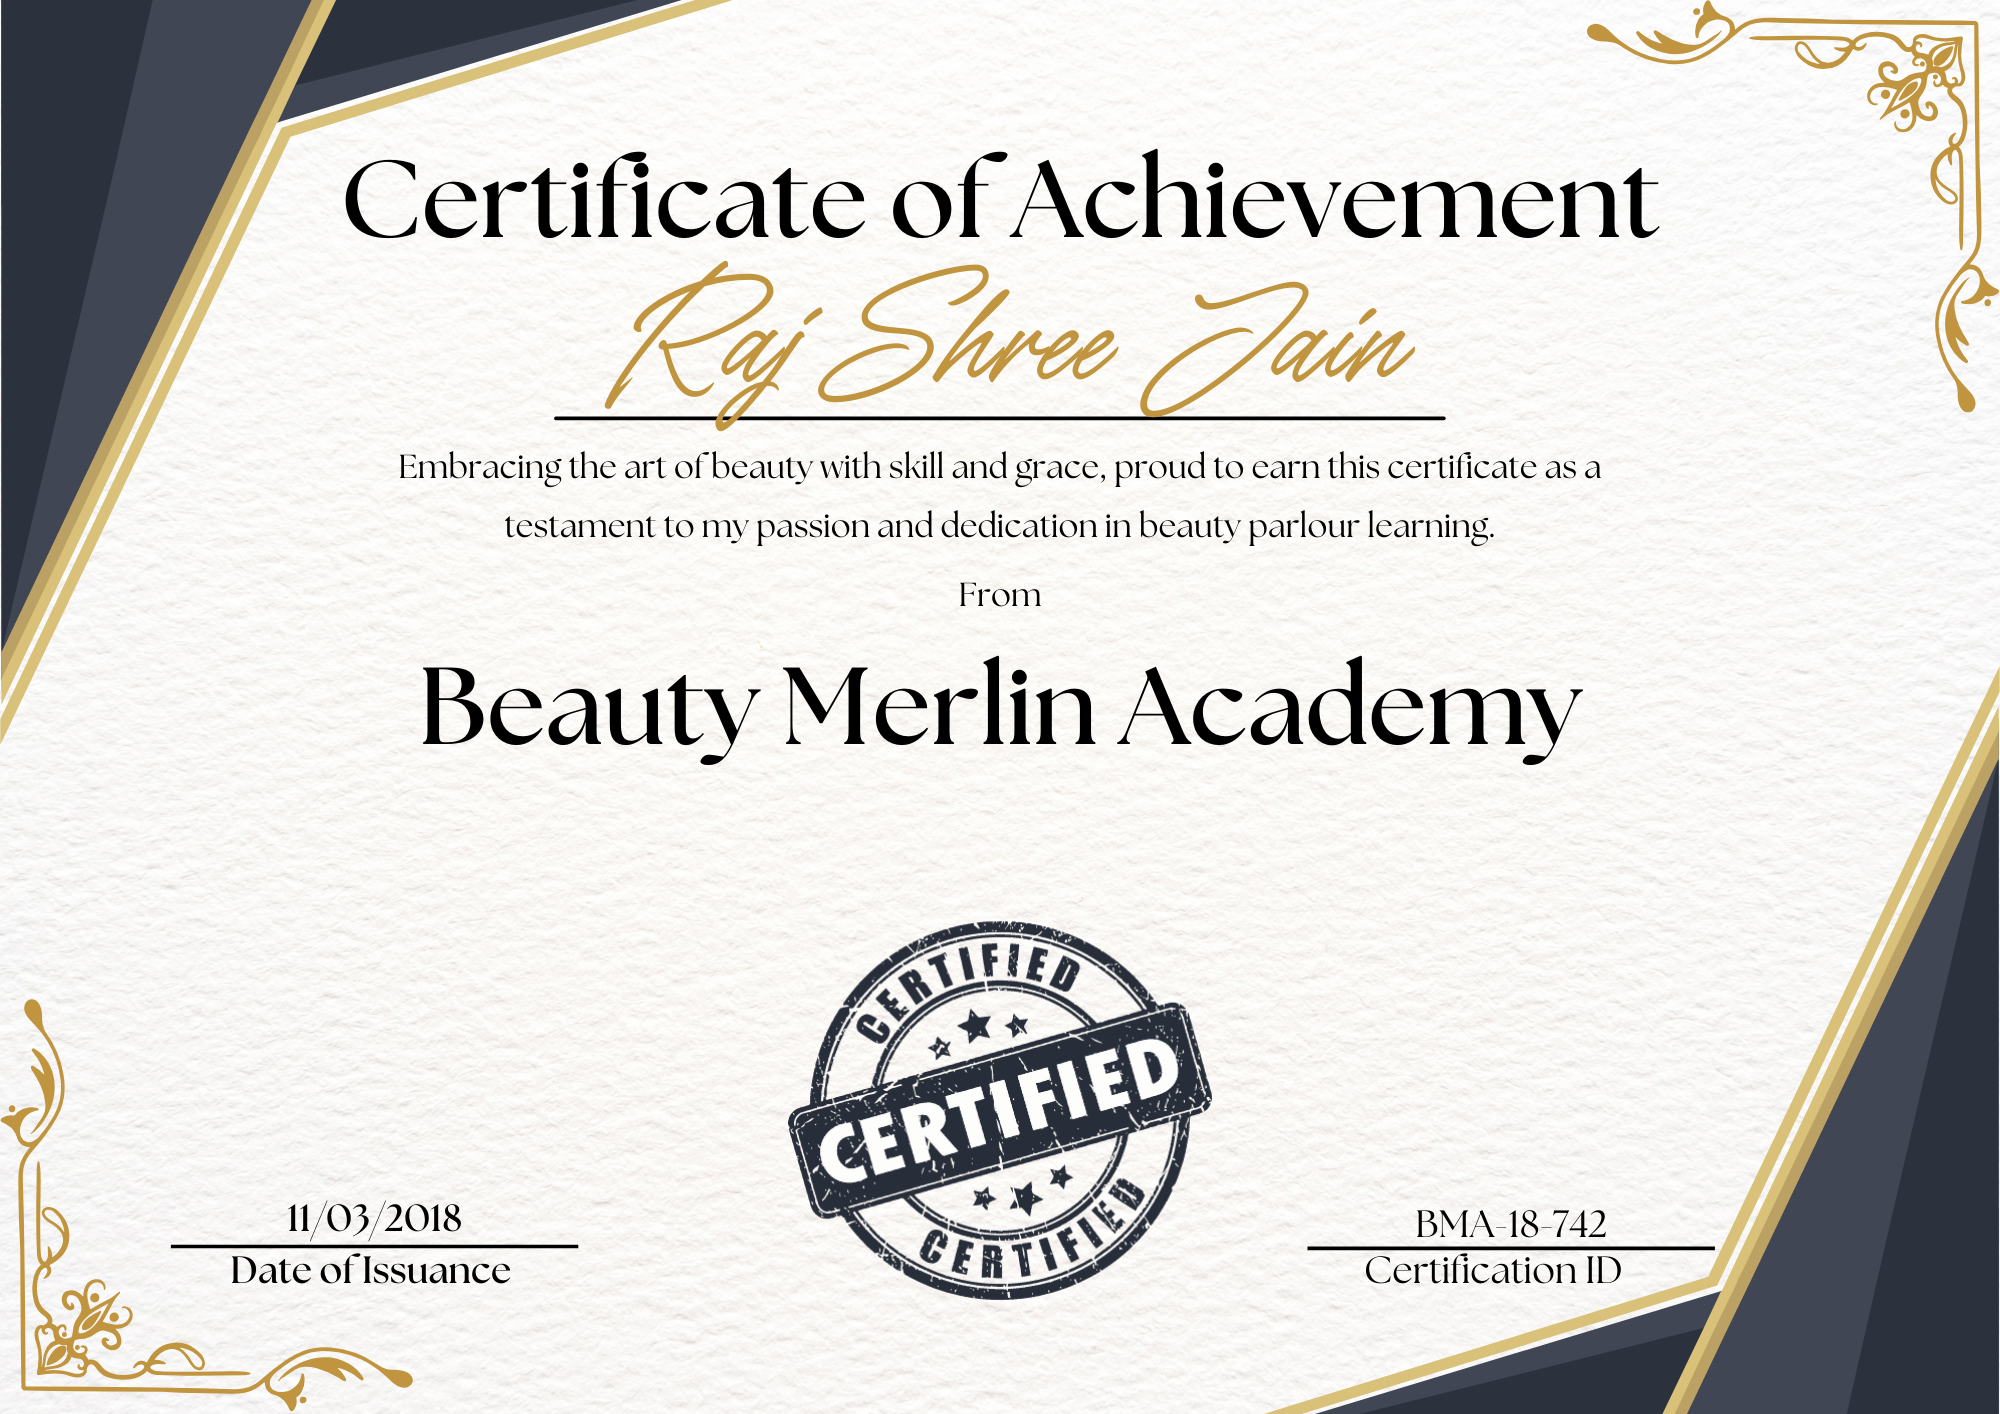 Certificate of Achievement
Raj Shree Jain
Embracing the art of beauty with skill and grace, proud to earn this certificate as a
testament to my passion and dedication in beauty parlour learning.
From
Beauty Merlin Academy
CERTIFIED
CERTIFIED
CERTIFIED
11/03/2018
Date of Issuance
BMA-18-742
Certification ID